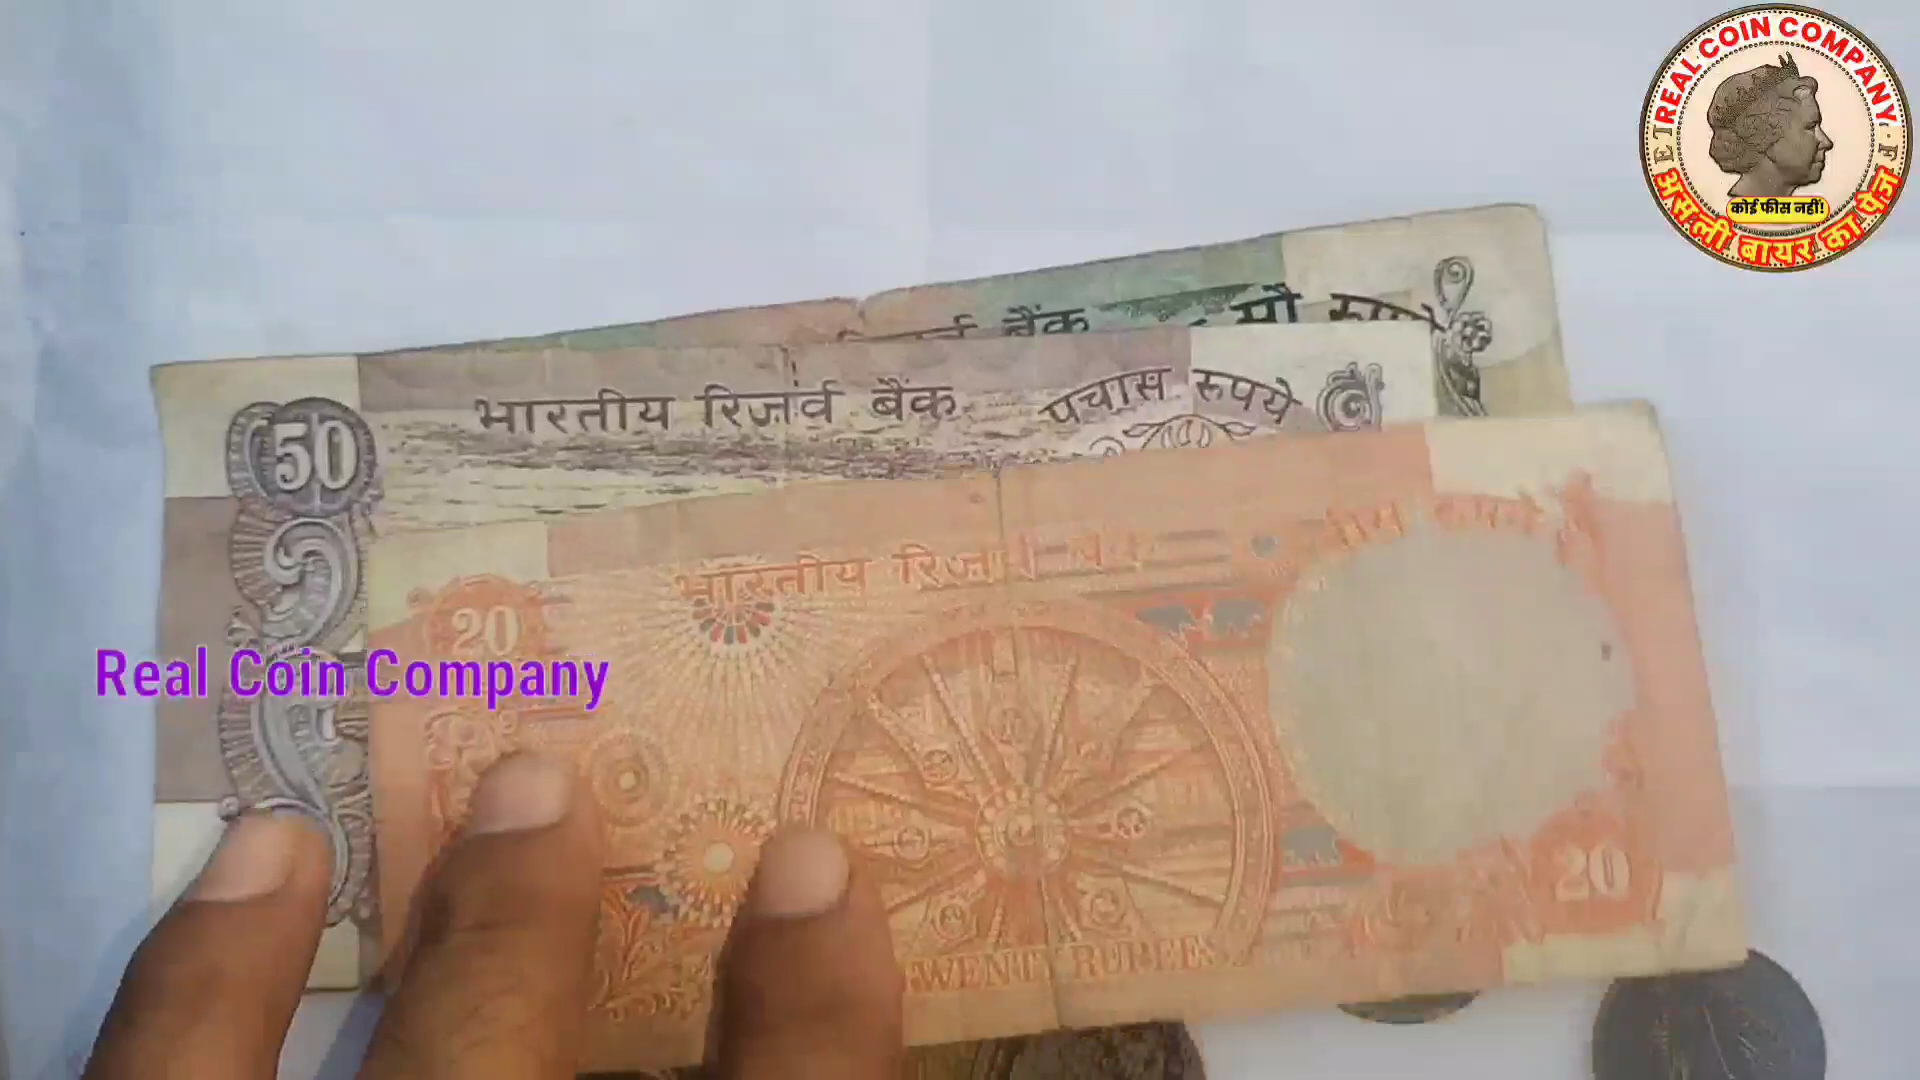 REAL COIN COMPANY
कोई फीस नहीं!
असली बायर का पेज
बैंक सौ रूपये
भारतीय रिज़र्व बैंक पचास रूपये
50
भारतीय रिज़र्व बैंक बीस रूपये
20
Real Coin Company
20
TWENTY RUPEES